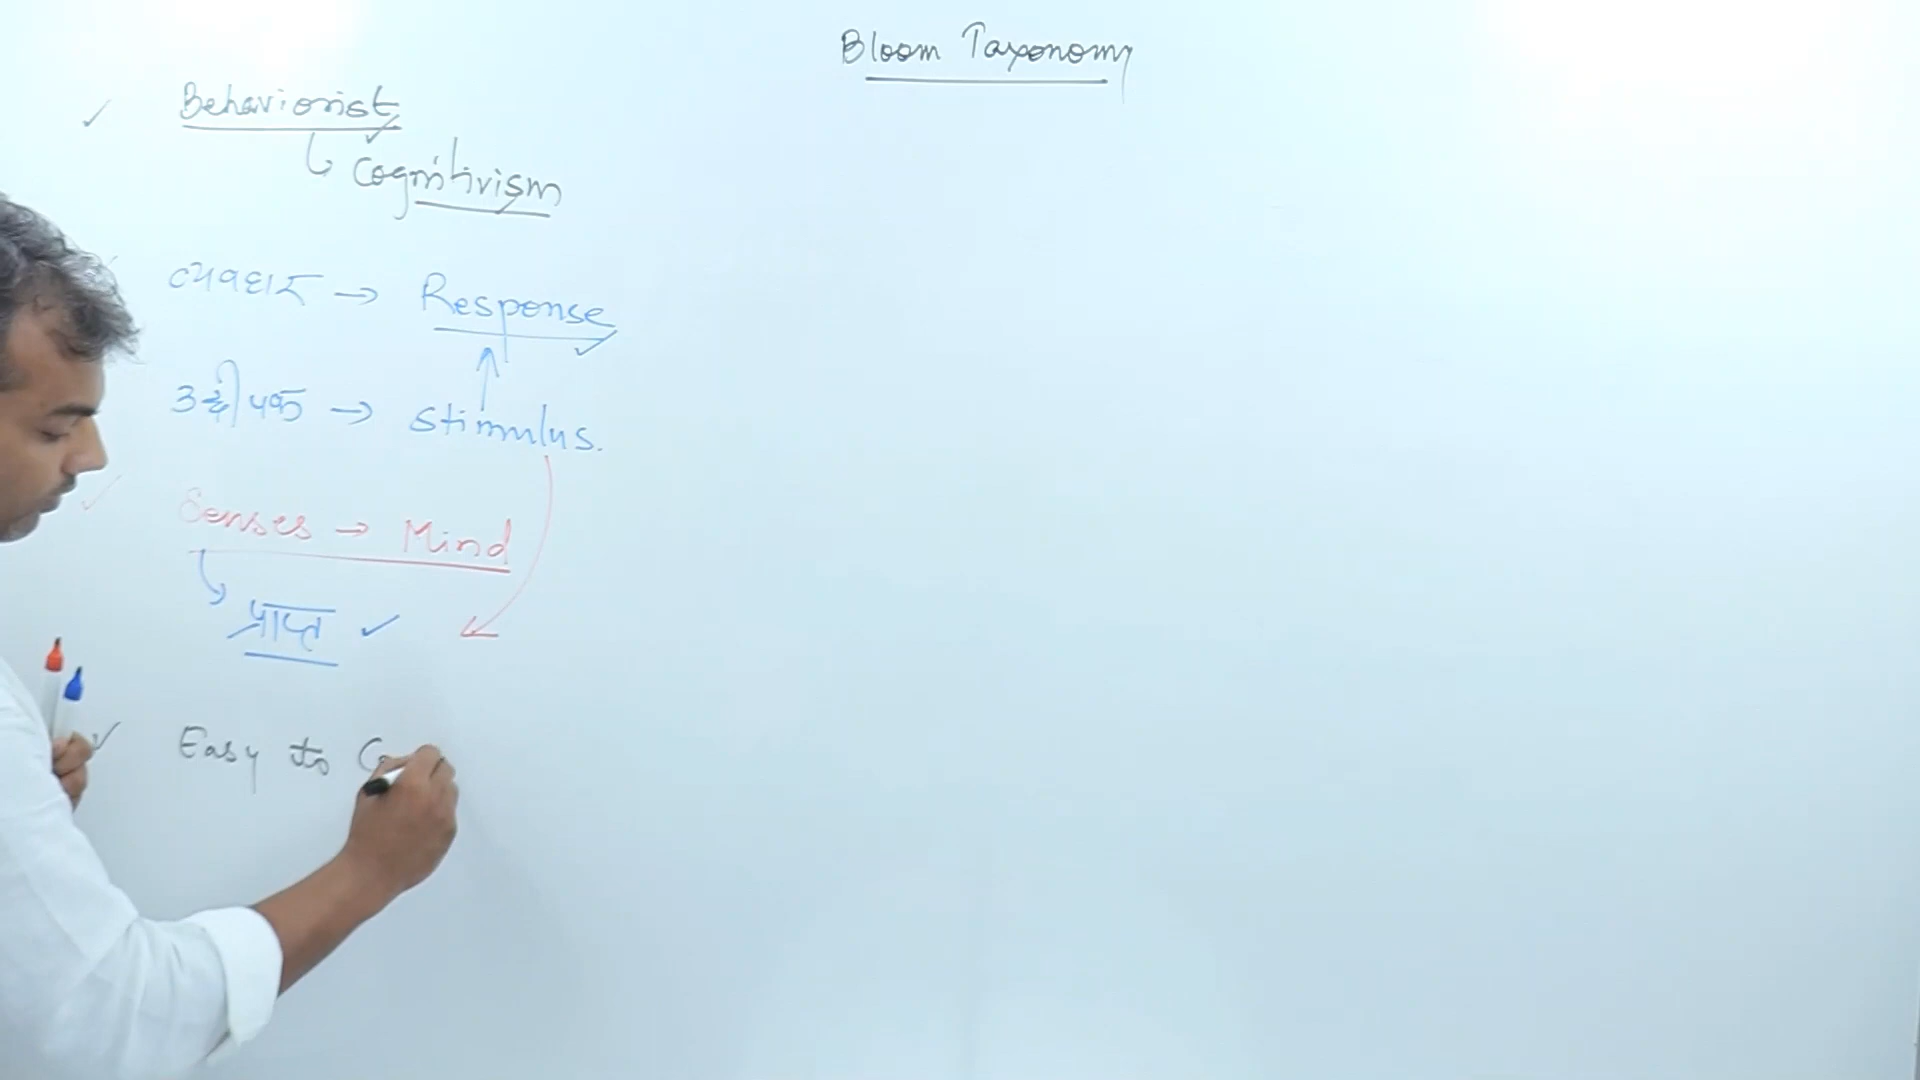 Bloom Taxonomy
Behaviorist
Cognitivism
व्यवहार → Response
उद्दीपक → Stimulus.
Senses → Mind
प्राप्त
Easy to